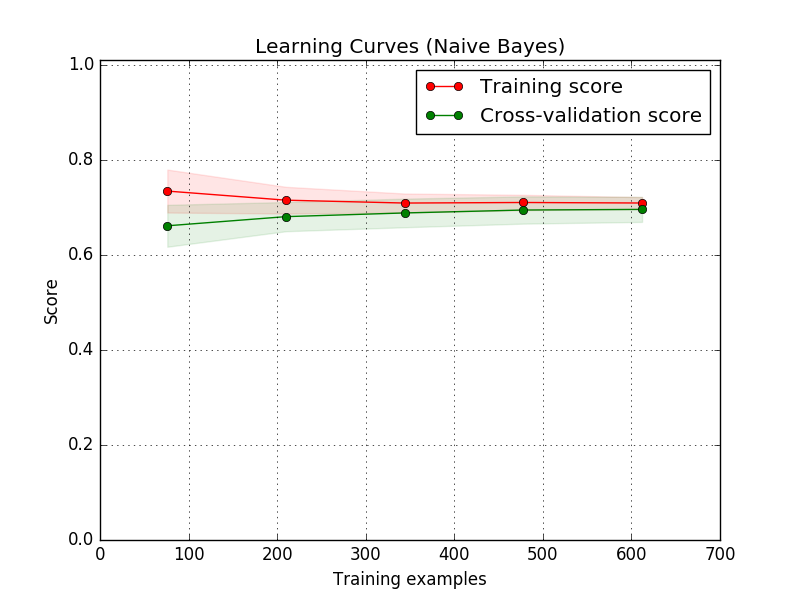 Learning Curves (Naive Bayes)
Training score
Cross-validation score
1.0
0.8
0.6
0.4
0.2
0.0
Score
0 100 200 300 400 500 600 700
Training examples